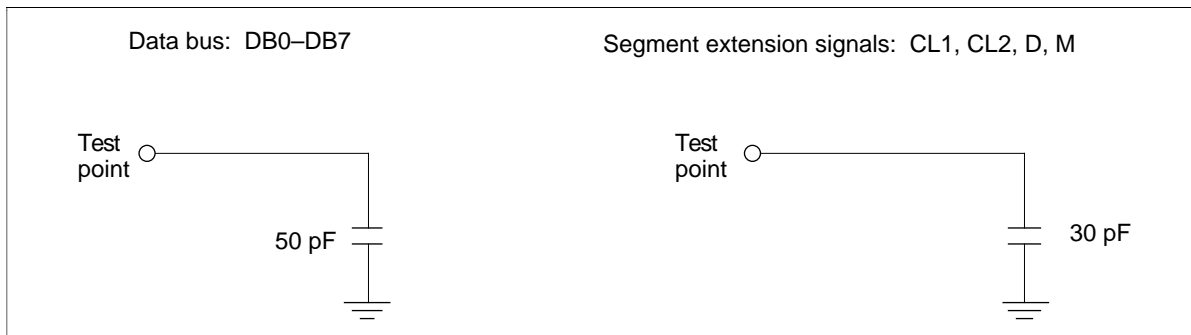 Data bus: DB0–DB7
Test
point
50 pF
Segment extension signals: CL1, CL2, D, M
Test
point
30 pF